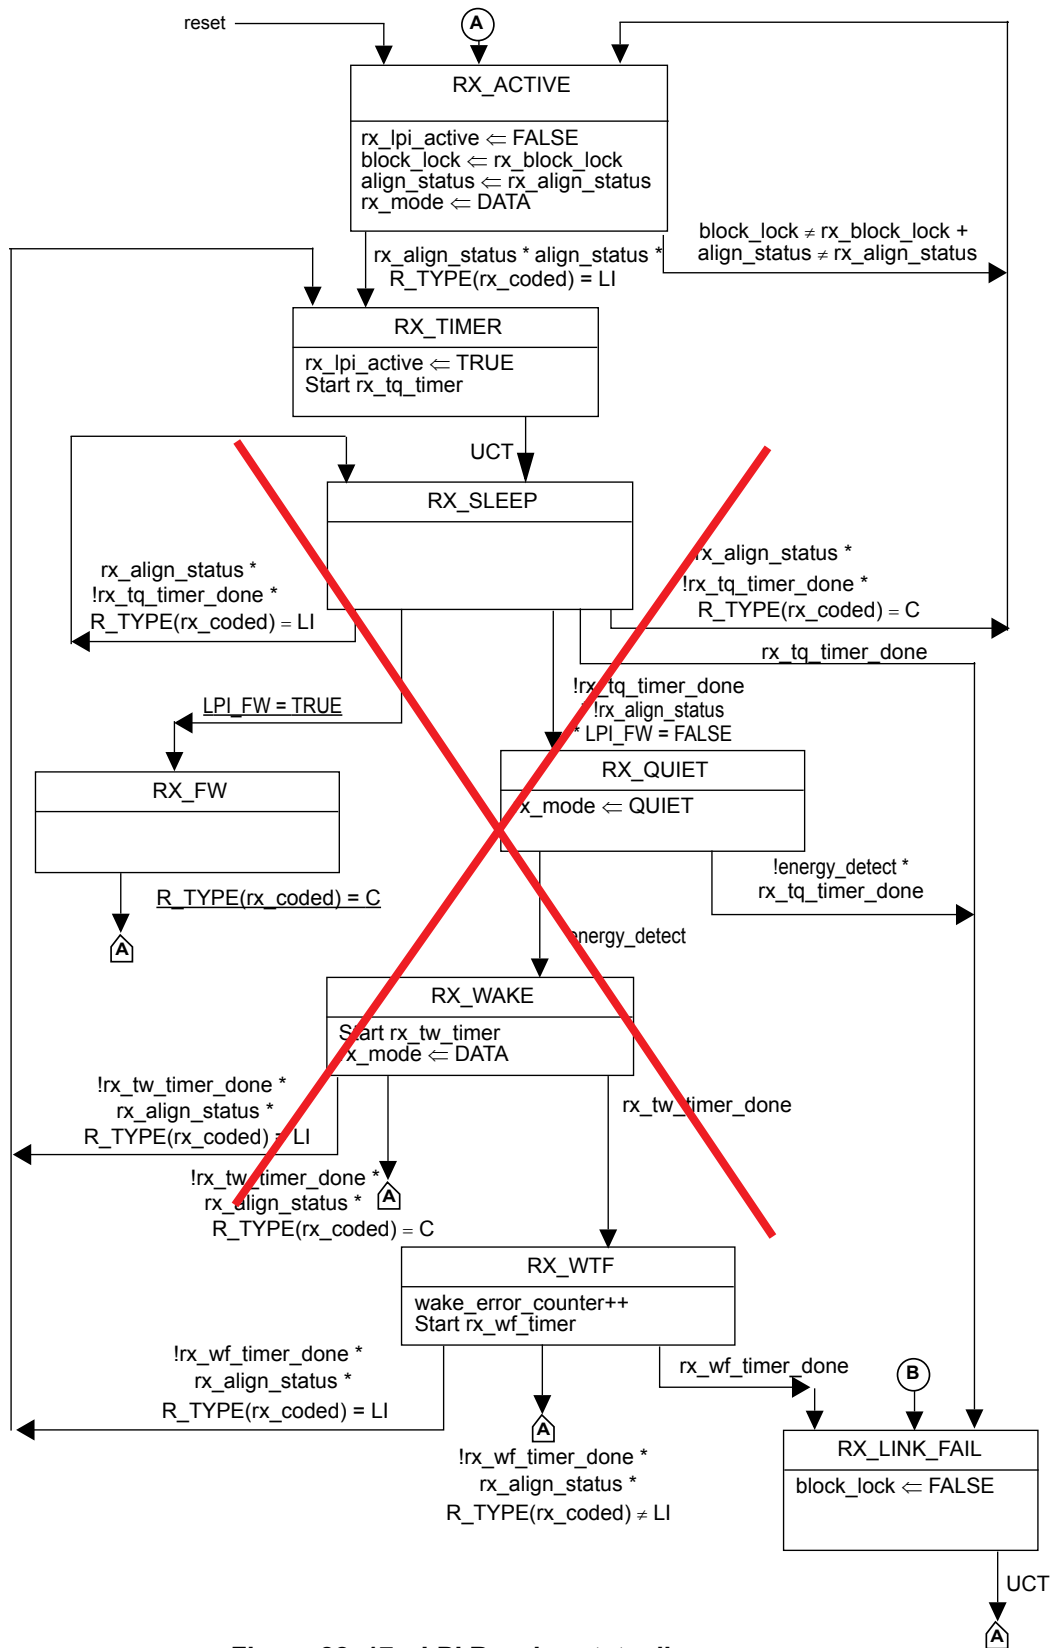 reset
A
RX_ACTIVE
rx_lpi_active ⇐ FALSE
block_lock ⇐ rx_block_lock
align_status ⇐ rx_align_status
rx_mode ⇐ DATA
block_lock ≠ rx_block_lock +
align_status ≠ rx_align_status
rx_align_status * align_status *
R_TYPE(rx_coded) = LI
RX_TIMER
rx_lpi_active ⇐ TRUE
Start rx_tq_timer
UCT
RX_SLEEP
rx_align_status *
!rx_tq_timer_done *
R_TYPE(rx_coded) = LI
rx_align_status *
!rx_tq_timer_done *
R_TYPE(rx_coded) = C
rx_tq_timer_done
!rx_tq_timer_done
* !rx_align_status
* LPI_FW = FALSE
LPI_FW = TRUE
RX_FW
R_TYPE(rx_coded) = C
A
RX_QUIET
rx_mode ⇐ QUIET
!energy_detect *
rx_tq_timer_done
energy_detect
RX_WAKE
Start rx_tw_timer
rx_mode ⇐ DATA
!rx_tw_timer_done *
rx_align_status *
R_TYPE(rx_coded) = LI
!rx_tw_timer_done *
rx_align_status *
R_TYPE(rx_coded) = C
A
rx_tw_timer_done
RX_WTF
wake_error_counter++
Start rx_wf_timer
!rx_wf_timer_done *
rx_align_status *
R_TYPE(rx_coded) = LI
A
!rx_wf_timer_done *
rx_align_status *
R_TYPE(rx_coded) ≠ LI
rx_wf_timer_done
B
RX_LINK_FAIL
block_lock ⇐ FALSE
UCT
A